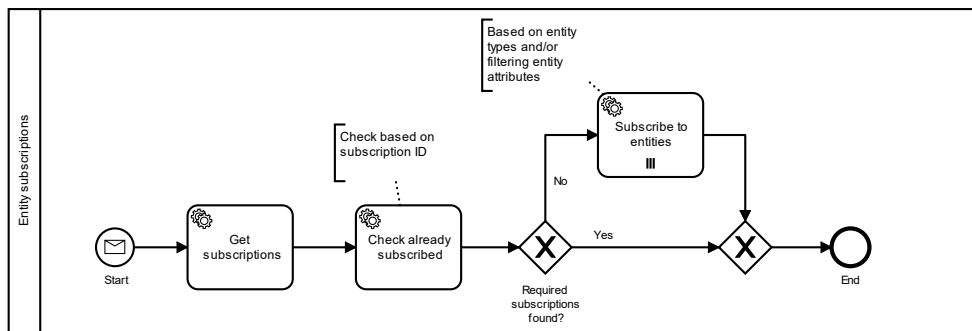 Entity subscriptions
Start
Get
subscriptions
Check based on
subscription ID
Check already
subscribed
Required
subscriptions
found?
No
Yes
Based on entity
types and/or
filtering entity
attributes
Subscribe to
entities
End